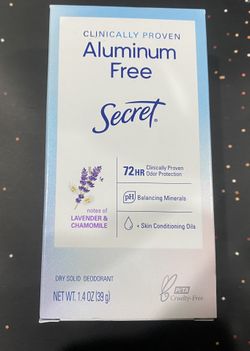 CLINICALLY PROVEN
Aluminum
Free
Secret®
72HR Clinically Proven
Odor Protection
pH Balancing Minerals
+ Skin Conditioning Oils
notes of
LAVENDER &
CHAMOMILE
DRY SOLID DEODORANT
NET WT. 1.4 OZ (39 g)
PETA
Cruelty-Free